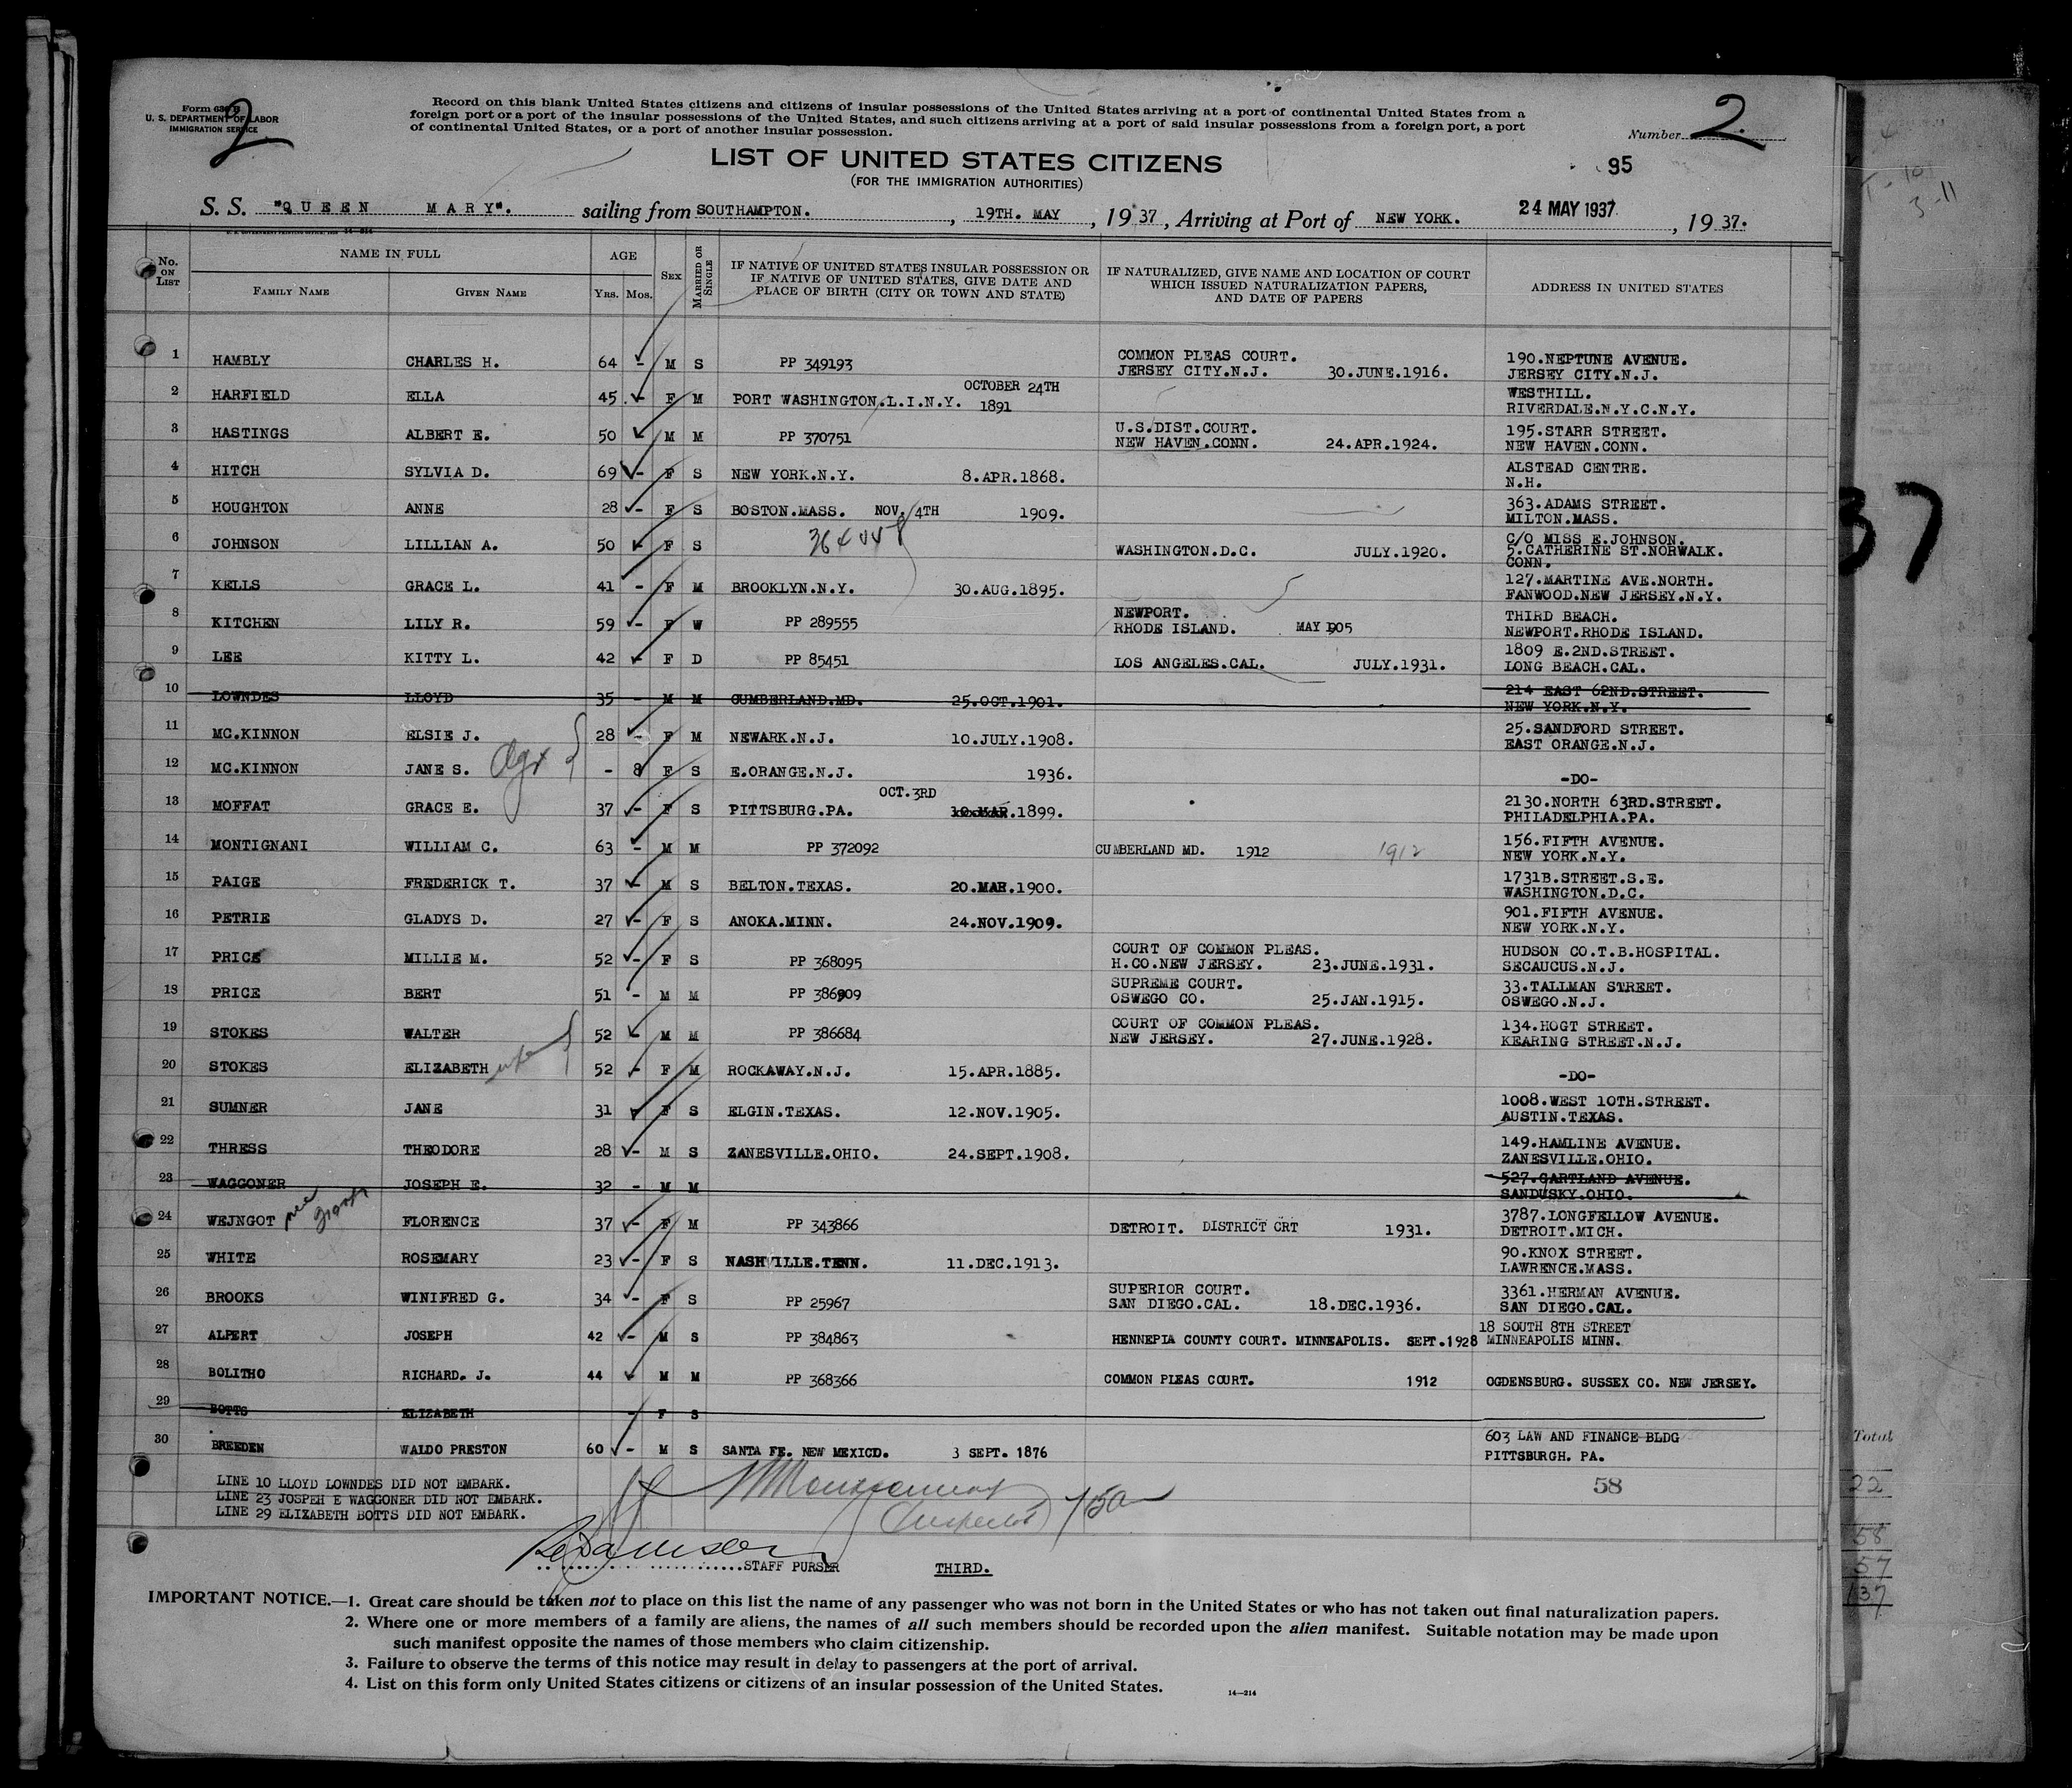 Form 630 B
U. S. DEPARTMENT OF LABOR
IMMIGRATION SERVICE
2
Record on this blank United States citizens and citizens of insular possessions of the United States arriving at a port of continental United States from a
foreign port or a port of the insular possessions of the United States, and such citizens arriving at a port of said insular possessions from a foreign port, a port
of continental United States, or a port of another insular possession.
Number 2.
LIST OF UNITED STATES CITIZENS
(FOR THE IMMIGRATION AUTHORITIES)
95
S. S. "QUEEN MARY". sailing from SOUTHAMPTON. , 19TH. MAY , 19 37 , Arriving at Port of NEW YORK. 24 MAY 1937 , 19 37.
No. ON LIST NAME IN FULL AGE SEX MARRIED OR SINGLE IF NATIVE OF UNITED STATES INSULAR POSSESSION OR IF NATIVE OF UNITED STATES, GIVE DATE AND PLACE OF BIRTH (CITY OR TOWN AND STATE) IF NATURALIZED, GIVE NAME AND LOCATION OF COURT WHICH ISSUED NATURALIZATION PAPERS, AND DATE OF PAPERS ADDRESS IN UNITED STATES
FAMILY NAME GIVEN NAME YRS. MOS.
1 HAMBLY CHARLES H. 64 - M S PP 349193 COMMON PLEAS COURT. JERSEY CITY.N.J. 30.JUNE.1916. 190.NEPTUNE AVENUE. JERSEY CITY.N.J.
2 HARFIELD ELLA 45 - F M PORT WASHINGTON.L.I.N.Y. OCTOBER 24TH 1891 WESTHILL. RIVERDALE.N.Y.C.N.Y.
3 HASTINGS ALBERT E. 50 M M PP 370751 U.S.DIST.COURT. NEW HAVEN.CONN. 24.APR.1924. 195.STARR STREET. NEW HAVEN.CONN.
4 HITCH SYLVIA D. 69 - F S NEW YORK.N.Y. 8.APR.1868. ALSTEAD CENTRE. N.H.
5 HOUGHTON ANNE 28 - F S BOSTON.MASS. NOV. 4TH 1909. 363.ADAMS STREET. MILTON.MASS.
6 JOHNSON LILLIAN A. 50 - F S WASHINGTON.D.C. JULY.1920. C/O MISS E.JOHNSON. 5.CATHERINE ST.NORWALK. CONN.
7 KELLS GRACE L. 41 - F M BROOKLYN.N.Y. 30.AUG.1895. 127.MARTINE AVE.NORTH. FANWOOD.NEW JERSEY.N.Y.
8 KITCHEN LILY R. 59 - F W PP 289555 NEWPORT. RHODE ISLAND. MAY 1905 THIRD BEACH. NEWPORT.RHODE ISLAND.
9 LEE KITTY L. 42 - F D PP 85451 LOS ANGELES.CAL. JULY.1931. 1809 E.2ND.STREET. LONG BEACH.CAL.
10 LOWNDES LLOYD 35 - M M CUMBERLAND.MD. 25.OCT.1901. 214 EAST 62ND.STREET. NEW YORK.N.Y.
11 MC.KINNON ELSIE J. 28 - F M NEWARK.N.J. 10.JULY.1908. 25.SANDFORD STREET. EAST ORANGE.N.J.
12 MC.KINNON JANE S. - 8 F S E.ORANGE.N.J. 1936. -DO-
13 MOFFAT GRACE E. 37 - F S PITTSBURG.PA. OCT.3RD 10.MAR.1899. 2130.NORTH 63RD.STREET. PHILADELPHIA.PA.
14 MONTIGNANI WILLIAM C. 63 - M M PP 372092 CUMBERLAND MD. 1912 1912 156.FIFTH AVENUE. NEW YORK.N.Y.
15 PAIGE FREDERICK T. 37 - M S BELTON.TEXAS. 20.MAR.1900. 1731B.STREET.S.E. WASHINGTON.D.C.
16 PETRIE GLADYS D. 27 - F S ANOKA.MINN. 24.NOV.1909. 901.FIFTH AVENUE. NEW YORK.N.Y.
17 PRICE MILLIE M. 52 - F S PP 368095 COURT OF COMMON PLEAS. H.CO.NEW JERSEY. 23.JUNE.1931. HUDSON CO.T.B.HOSPITAL. SECAUCUS.N.J.
18 PRICE BERT 51 - M M PP 386909 SUPREME COURT. OSWEGO CO. 25.JAN.1915. 33.TALLMAN STREET. OSWEGO.N.J.
19 STOKES WALTER 52 - M M PP 386684 COURT OF COMMON PLEAS. NEW JERSEY. 27.JUNE.1928. 134.HOGT STREET. KEARING STREET.N.J.
20 STOKES ELIZABETH wife 52 - F M ROCKAWAY.N.J. 15.APR.1885. -DO-
21 SUMNER JANE 31 F S ELGIN.TEXAS. 12.NOV.1905. 1008.WEST 10TH.STREET. AUSTIN.TEXAS.
22 THRESS THEODORE 28 - M S ZANESVILLE.OHIO. 24.SEPT.1908. 149.HAMLINE AVENUE. ZANESVILLE.OHIO.
23 WAGGONER JOSEPH E. 32 - M M 527.GARTLAND AVENUE. SANDUSKY.OHIO.
24 WEJNGOT FLORENCE 37 - F M PP 343866 DETROIT. DISTRICT CRT 1931. 3787.LONGFELLOW AVENUE. DETROIT.MICH.
25 WHITE ROSEMARY 23 - F S NASHVILLE.TENN. 11.DEC.1913. 90.KNOX STREET. LAWRENCE.MASS.
26 BROOKS WINIFRED G. 34 - F S PP 25967 SUPERIOR COURT. SAN DIEGO.CAL. 18.DEC.1936. 3361.HERMAN AVENUE. SAN DIEGO.CAL.
27 ALPERT JOSEPH 42 - M S PP 384863 HENNEPIA COUNTY COURT. MINNEAPOLIS. SEPT.1928 18 SOUTH 8TH STREET MINNEAPOLIS MINN.
28 BOLITHO RICHARD. J. 44 M M PP 368366 COMMON PLEAS COURT. 1912 OGDENSBURG. SUSSEX CO. NEW JERSEY.
29 BOTTS ELIZABETH - F S
30 BREEDEN WALDO PRESTON 60 - M S SANTA FE. NEW MEXICO. 3 SEPT. 1876 603 LAW AND FINANCE BLDG PITTSBURGH. PA.
LINE 10 LLOYD LOWNDES DID NOT EMBARK.
LINE 23 JOSPEH E WAGGONER DID NOT EMBARK.
LINE 29 ELIZABETH BOTTS DID NOT EMBARK.
58
Inspector
STAFF PURSER THIRD.
IMPORTANT NOTICE.—1. Great care should be taken not to place on this list the name of any passenger who was not born in the United States or who has not taken out final naturalization papers.
2. Where one or more members of a family are aliens, the names of all such members should be recorded upon the alien manifest. Suitable notation may be made upon
such manifest opposite the names of those members who claim citizenship.
3. Failure to observe the terms of this notice may result in delay to passengers at the port of arrival.
4. List on this form only United States citizens or citizens of an insular possession of the United States.
14—214
37
Total
22
58
57
137